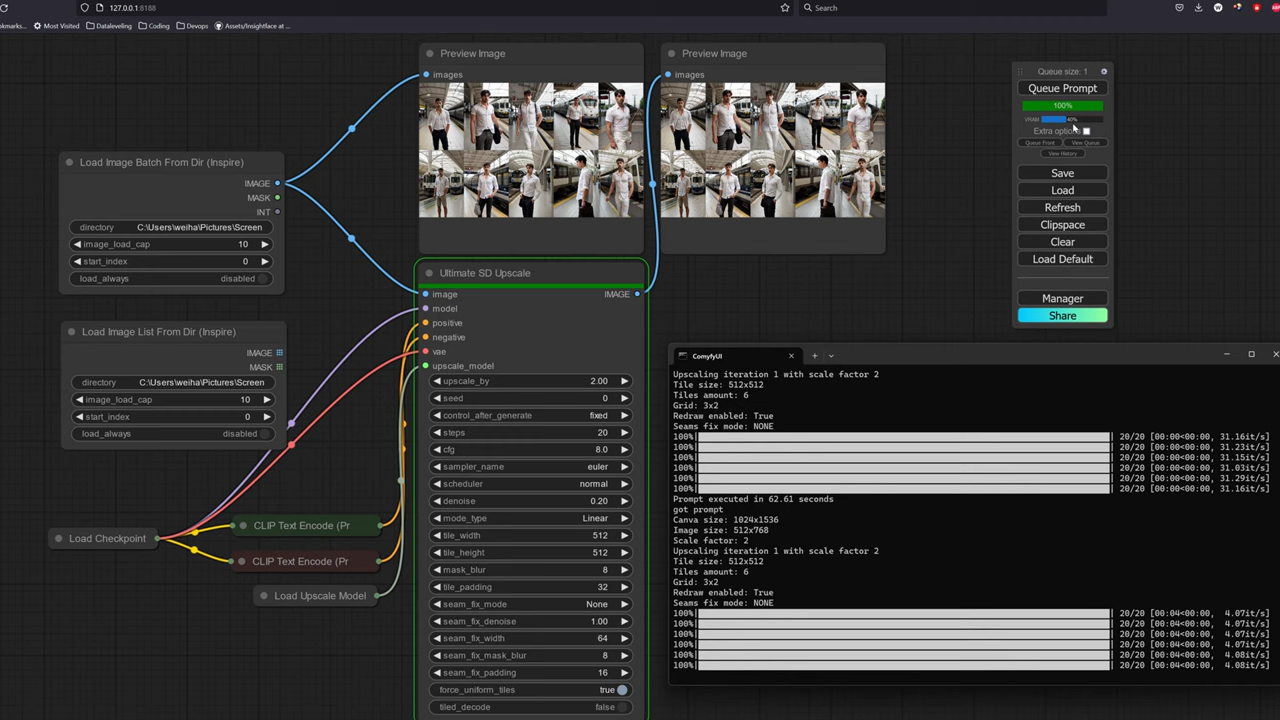 127.0.0.1:8188
Search
okmarks...
Most Visited
Dataleveling
Coding
Devops
Assets/Insightface at ...
Preview Image
images
Preview Image
images
Load Image Batch From Dir (Inspire)
IMAGE
MASK
INT
directory C:\Users\weiha\Pictures\Screen
image_load_cap 10
start_index 0
load_always disabled
Load Image List From Dir (Inspire)
IMAGE
MASK
directory C:\Users\weiha\Pictures\Screen
image_load_cap 10
start_index 0
load_always disabled
Load Checkpoint
CLIP Text Encode (Pr
CLIP Text Encode (Pr
Load Upscale Model
Ultimate SD Upscale
image IMAGE
model
positive
negative
vae
upscale_model
upscale_by 2.00
seed 0
control_after_generate fixed
steps 20
cfg 8.0
sampler_name euler
scheduler normal
denoise 0.20
mode_type Linear
tile_width 512
tile_height 512
mask_blur 8
tile_padding 32
seam_fix_mode None
seam_fix_denoise 1.00
seam_fix_width 64
seam_fix_mask_blur 8
seam_fix_padding 16
force_uniform_tiles true
tiled_decode false
Queue size: 1
Queue Prompt
100%
VRAM 40%
Extra options
Queue Front View Queue
View History
Save
Load
Refresh
Clipspace
Clear
Load Default
Manager
Share
ComyfyUI
Upscaling iteration 1 with scale factor 2
Tile size: 512x512
Tiles amount: 6
Grid: 3x2
Redraw enabled: True
Seams fix mode: NONE
100%| | 20/20 [00:00<00:00, 31.16it/s]
100%| | 20/20 [00:00<00:00, 31.23it/s]
100%| | 20/20 [00:00<00:00, 31.15it/s]
100%| | 20/20 [00:00<00:00, 31.03it/s]
100%| | 20/20 [00:00<00:00, 31.29it/s]
100%| | 20/20 [00:00<00:00, 31.16it/s]
Prompt executed in 62.61 seconds
got prompt
Canva size: 1024x1536
Image size: 512x768
Scale factor: 2
Upscaling iteration 1 with scale factor 2
Tile size: 512x512
Tiles amount: 6
Grid: 3x2
Redraw enabled: True
Seams fix mode: NONE
100%| | 20/20 [00:04<00:00, 4.07it/s]
100%| | 20/20 [00:04<00:00, 4.07it/s]
100%| | 20/20 [00:04<00:00, 4.07it/s]
100%| | 20/20 [00:04<00:00, 4.07it/s]
100%| | 20/20 [00:04<00:00, 4.08it/s]
100%| | 20/20 [00:04<00:00, 4.08it/s]